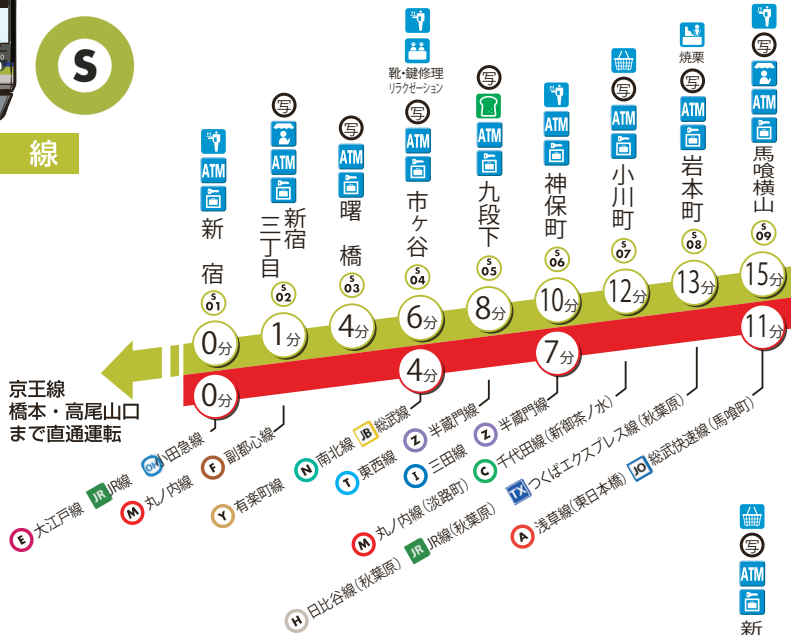 S
線
靴・鍵修理
リラクゼーション
焼栗
写
ATM
ATM
写
ATM
写
ATM
写
ATM
写
ATM
ATM
写
ATM
写
ATM
写
ATM
新宿
新宿三丁目
曙橋
市ヶ谷
九段下
神保町
小川町
岩本町
馬喰横山
S 01
S 02
S 03
S 04
S 05
S 06
S 07
S 08
S 09
0分
1分
4分
6分
8分
10分
12分
13分
15分
0分
4分
7分
11分
京王線
橋本・高尾山口
まで直通運転
E 大江戸線
JR JR線
OH 小田急線
M 丸ノ内線
F 副都心線
Y 有楽町線
N 南北線
JB 総武線
T 東西線
Z 半蔵門線
I 三田線
Z 半蔵門線
M 丸ノ内線(淡路町)
C 千代田線(新御茶ノ水)
H 日比谷線(秋葉原)
JR JR線(秋葉原)
TX つくばエクスプレス線(秋葉原)
A 浅草線(東日本橋)
JO 総武快速線(馬喰町)
写
ATM
新